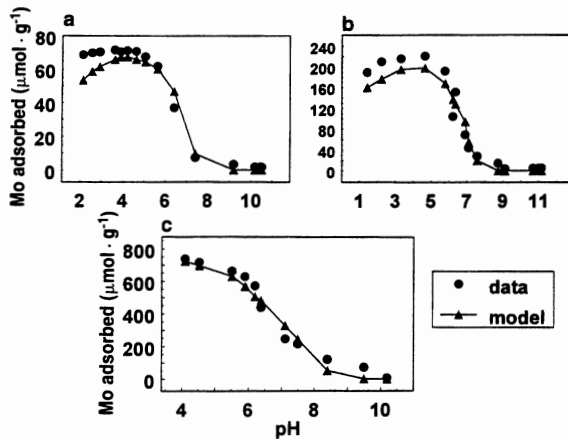 a
Mo adsorbed (μmol · g⁻¹)
80
60
40
20
0
2 4 6 8 10
b
240
200
160
120
80
40
0
1 3 5 7 9 11
c
Mo adsorbed (μmol · g⁻¹)
800
600
400
200
0
4 6 8 10
pH
data
model